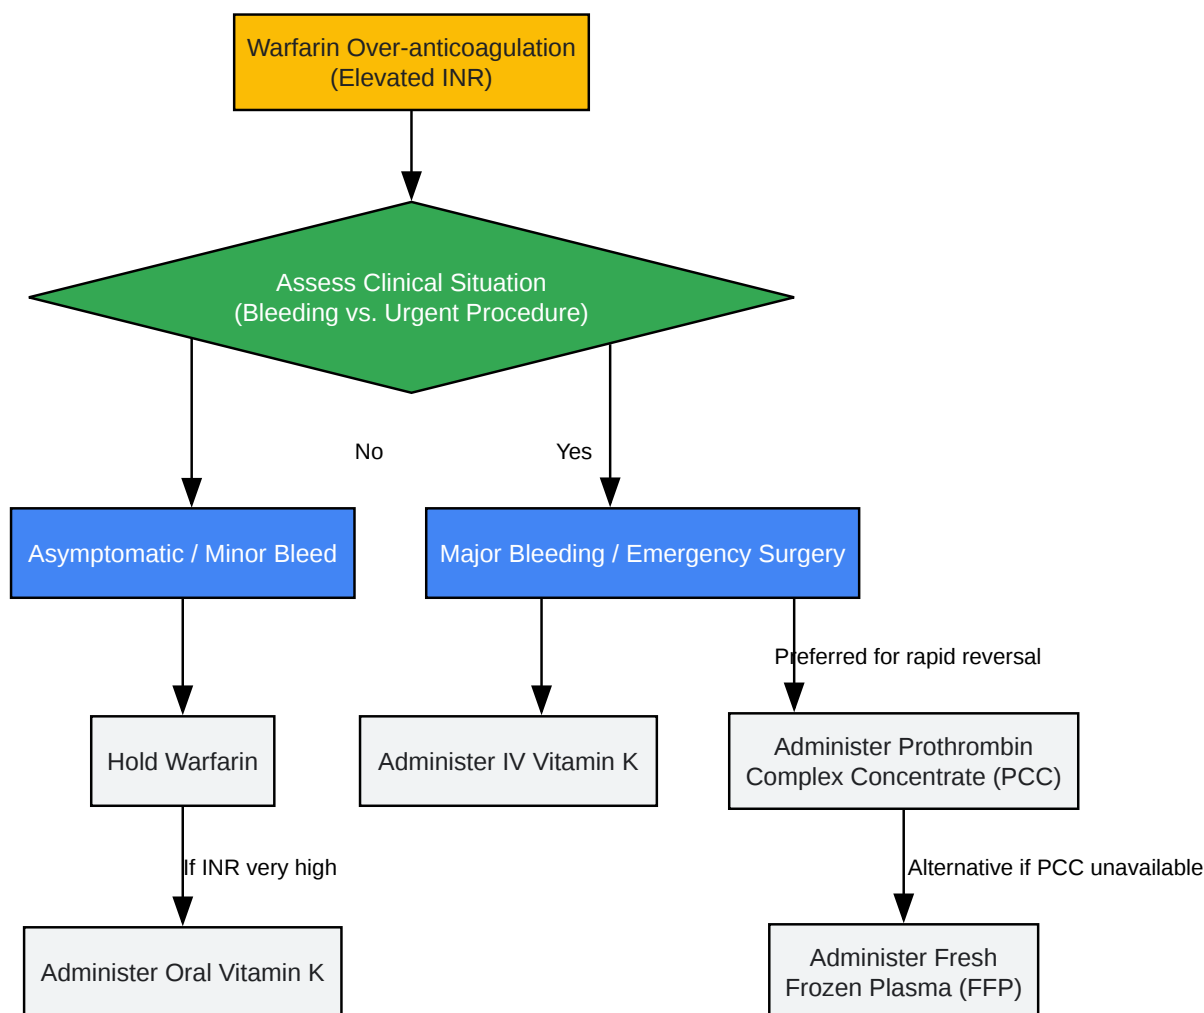 Warfarin Over-anticoagulation
(Elevated INR)
Assess Clinical Situation
(Bleeding vs. Urgent Procedure)
No
Yes
Asymptomatic / Minor Bleed
Major Bleeding / Emergency Surgery
Preferred for rapid reversal
Hold Warfarin
Administer IV Vitamin K
Administer Prothrombin
Complex Concentrate (PCC)
If INR very high
Alternative if PCC unavailable
Administer Oral Vitamin K
Administer Fresh
Frozen Plasma (FFP)